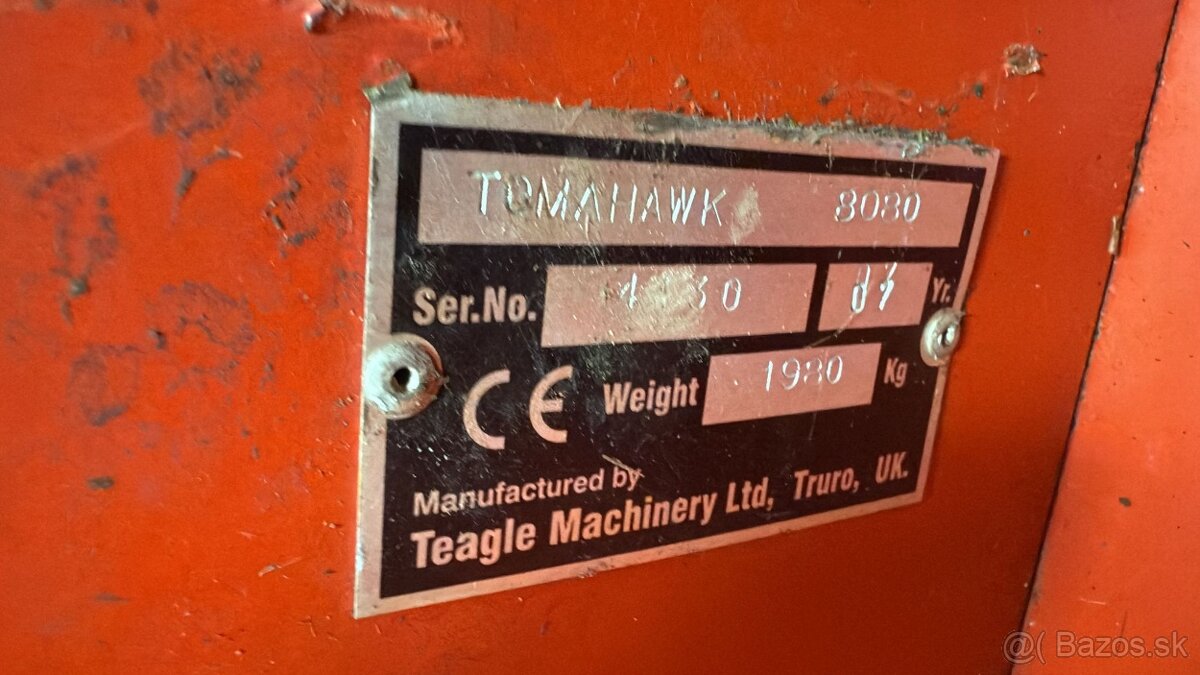 TOMAHAWK 8080
Ser.No. Yr.
CE Weight 1980 Kg
Manufactured by
Teagle Machinery Ltd, Truro, UK.
@( Bazos.sk